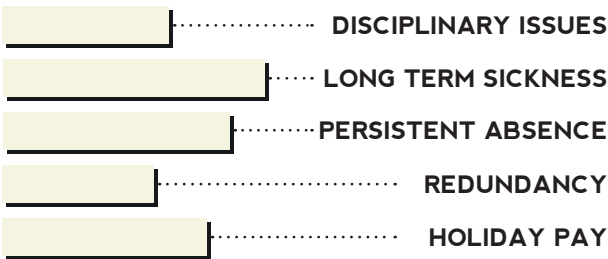 DISCIPLINARY ISSUES
LONG TERM SICKNESS
PERSISTENT ABSENCE
REDUNDANCY
HOLIDAY PAY